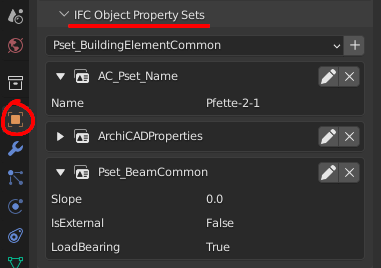 IFC Object Property Sets
Pset_BuildingElementCommon
AC_Pset_Name
Name Pfette-2-1
ArchiCADProperties
Pset_BeamCommon
Slope 0.0
IsExternal False
LoadBearing True